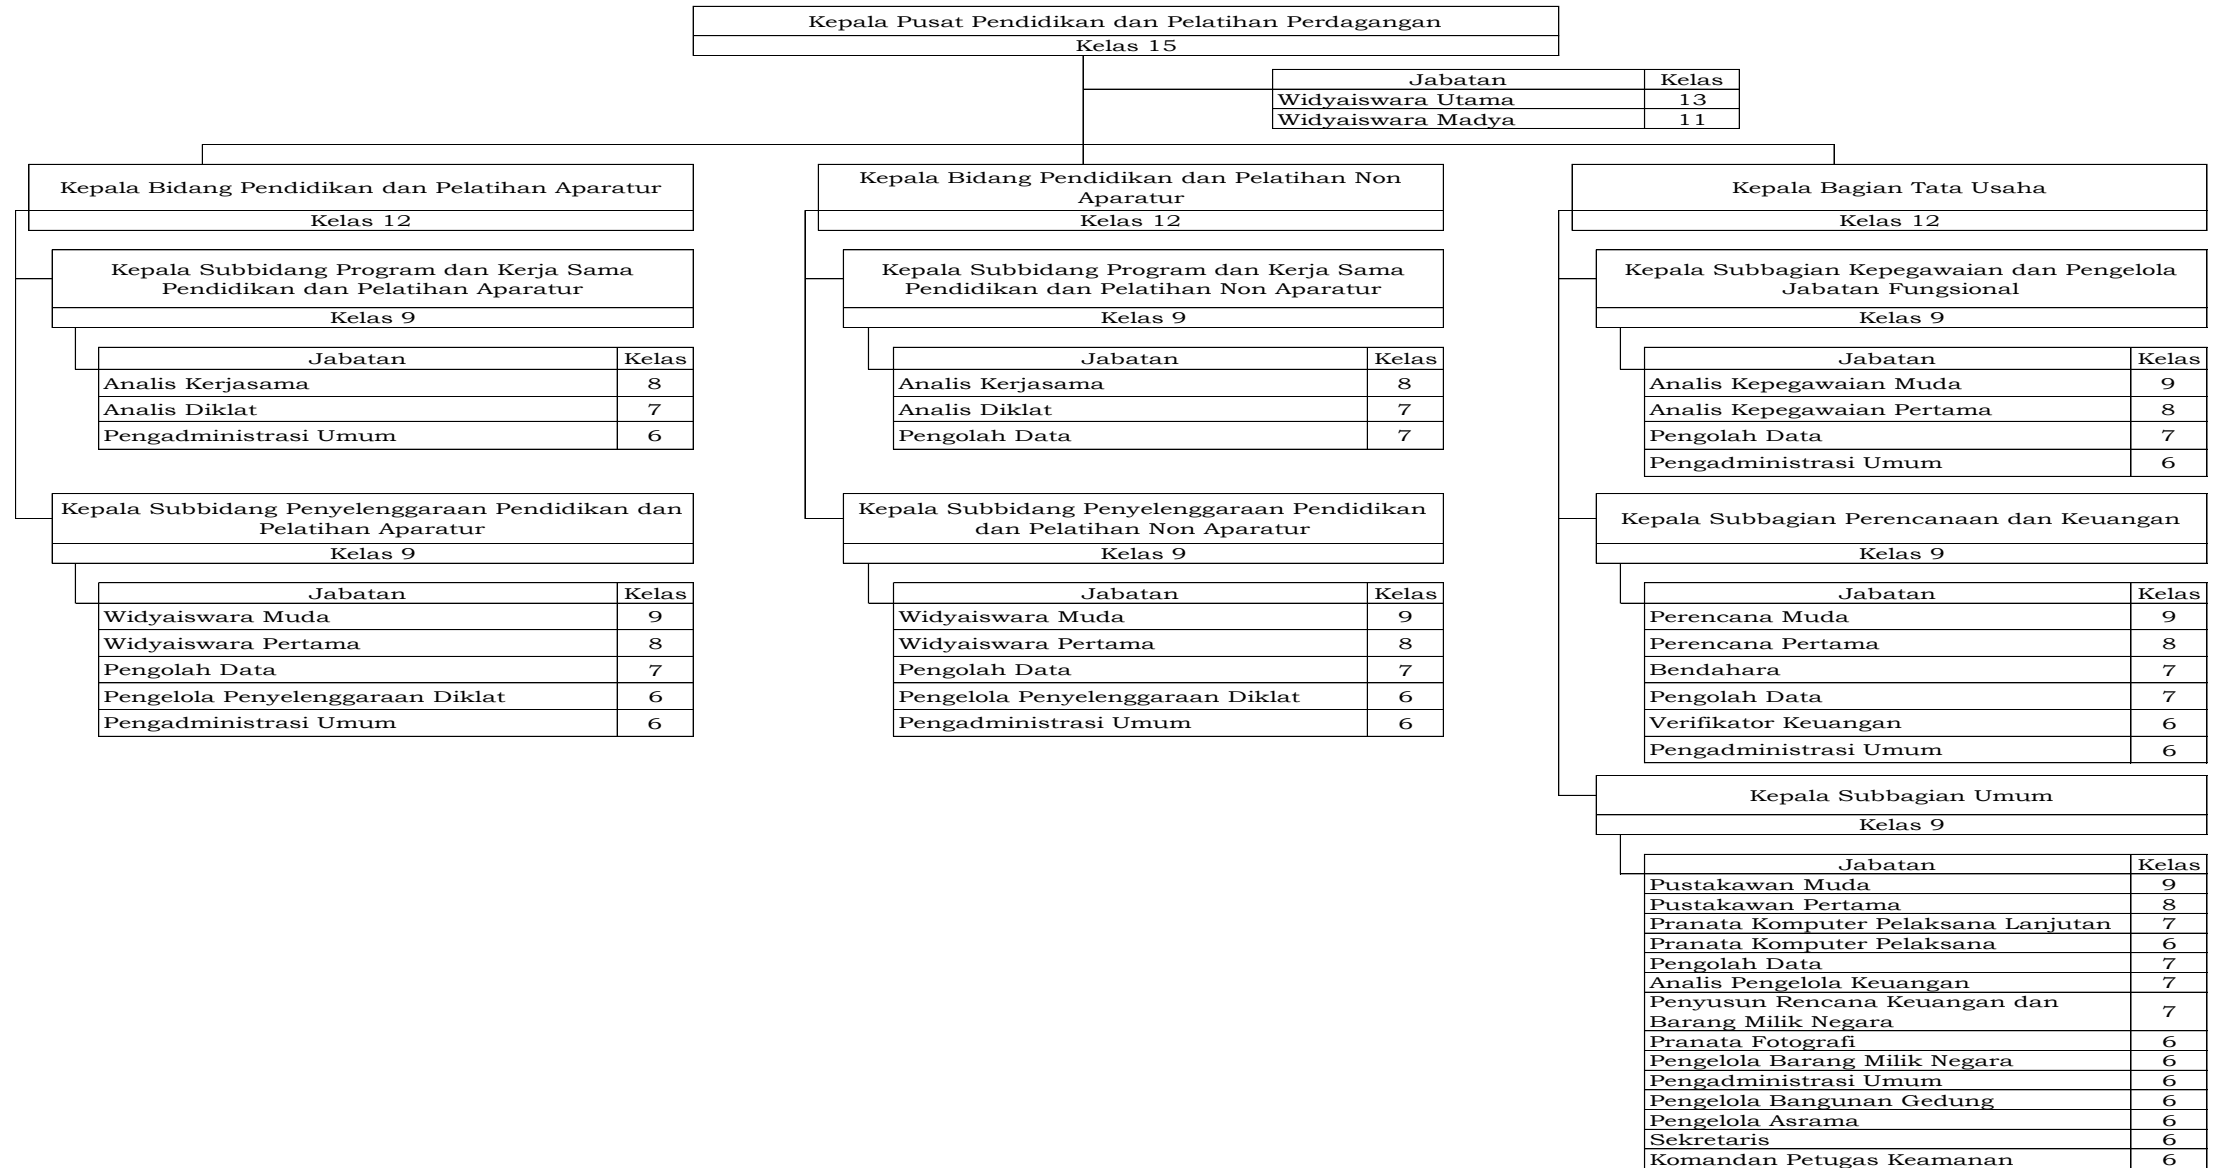 Kepala Pusat Pendidikan dan Pelatihan Perdagangan
Kelas 15
Jabatan Kelas
Widyaiswara Utama 13
Widyaiswara Madya 11
Kepala Bidang Pendidikan dan Pelatihan Aparatur
Kelas 12
Kepala Subbidang Program dan Kerja Sama
Pendidikan dan Pelatihan Aparatur
Kelas 9
Jabatan Kelas
Analis Kerjasama 8
Analis Diklat 7
Pengadministrasi Umum 6
Kepala Subbidang Penyelenggaraan Pendidikan dan
Pelatihan Aparatur
Kelas 9
Jabatan Kelas
Widyaiswara Muda 9
Widyaiswara Pertama 8
Pengolah Data 7
Pengelola Penyelenggaraan Diklat 6
Pengadministrasi Umum 6
Kepala Bidang Pendidikan dan Pelatihan Non
Aparatur
Kelas 12
Kepala Subbidang Program dan Kerja Sama
Pendidikan dan Pelatihan Non Aparatur
Kelas 9
Jabatan Kelas
Analis Kerjasama 8
Analis Diklat 7
Pengolah Data 7
Kepala Subbidang Penyelenggaraan Pendidikan
dan Pelatihan Non Aparatur
Kelas 9
Jabatan Kelas
Widyaiswara Muda 9
Widyaiswara Pertama 8
Pengolah Data 7
Pengelola Penyelenggaraan Diklat 6
Pengadministrasi Umum 6
Kepala Bagian Tata Usaha
Kelas 12
Kepala Subbagian Kepegawaian dan Pengelola
Jabatan Fungsional
Kelas 9
Jabatan Kelas
Analis Kepegawaian Muda 9
Analis Kepegawaian Pertama 8
Pengolah Data 7
Pengadministrasi Umum 6
Kepala Subbagian Perencanaan dan Keuangan
Kelas 9
Jabatan Kelas
Perencana Muda 9
Perencana Pertama 8
Bendahara 7
Pengolah Data 7
Verifikator Keuangan 6
Pengadministrasi Umum 6
Kepala Subbagian Umum
Kelas 9
Jabatan Kelas
Pustakawan Muda 9
Pustakawan Pertama 8
Pranata Komputer Pelaksana Lanjutan 7
Pranata Komputer Pelaksana 6
Pengolah Data 7
Analis Pengelola Keuangan 7
Penyusun Rencana Keuangan dan
Barang Milik Negara 7
Pranata Fotografi 6
Pengelola Barang Milik Negara 6
Pengadministrasi Umum 6
Pengelola Bangunan Gedung 6
Pengelola Asrama 6
Sekretaris 6
Komandan Petugas Keamanan 6